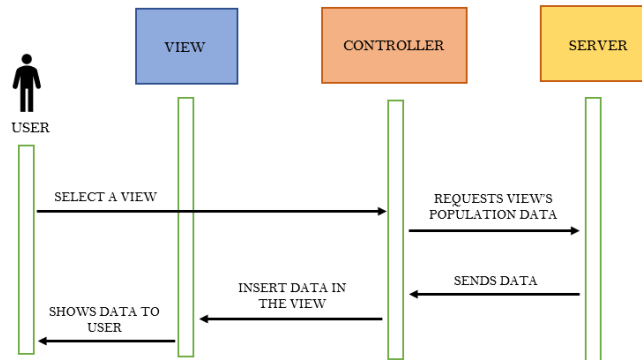 VIEW
CONTROLLER
SERVER
USER
SELECT A VIEW
REQUESTS VIEW'S
POPULATION DATA
SENDS DATA
INSERT DATA IN
THE VIEW
SHOWS DATA TO
USER